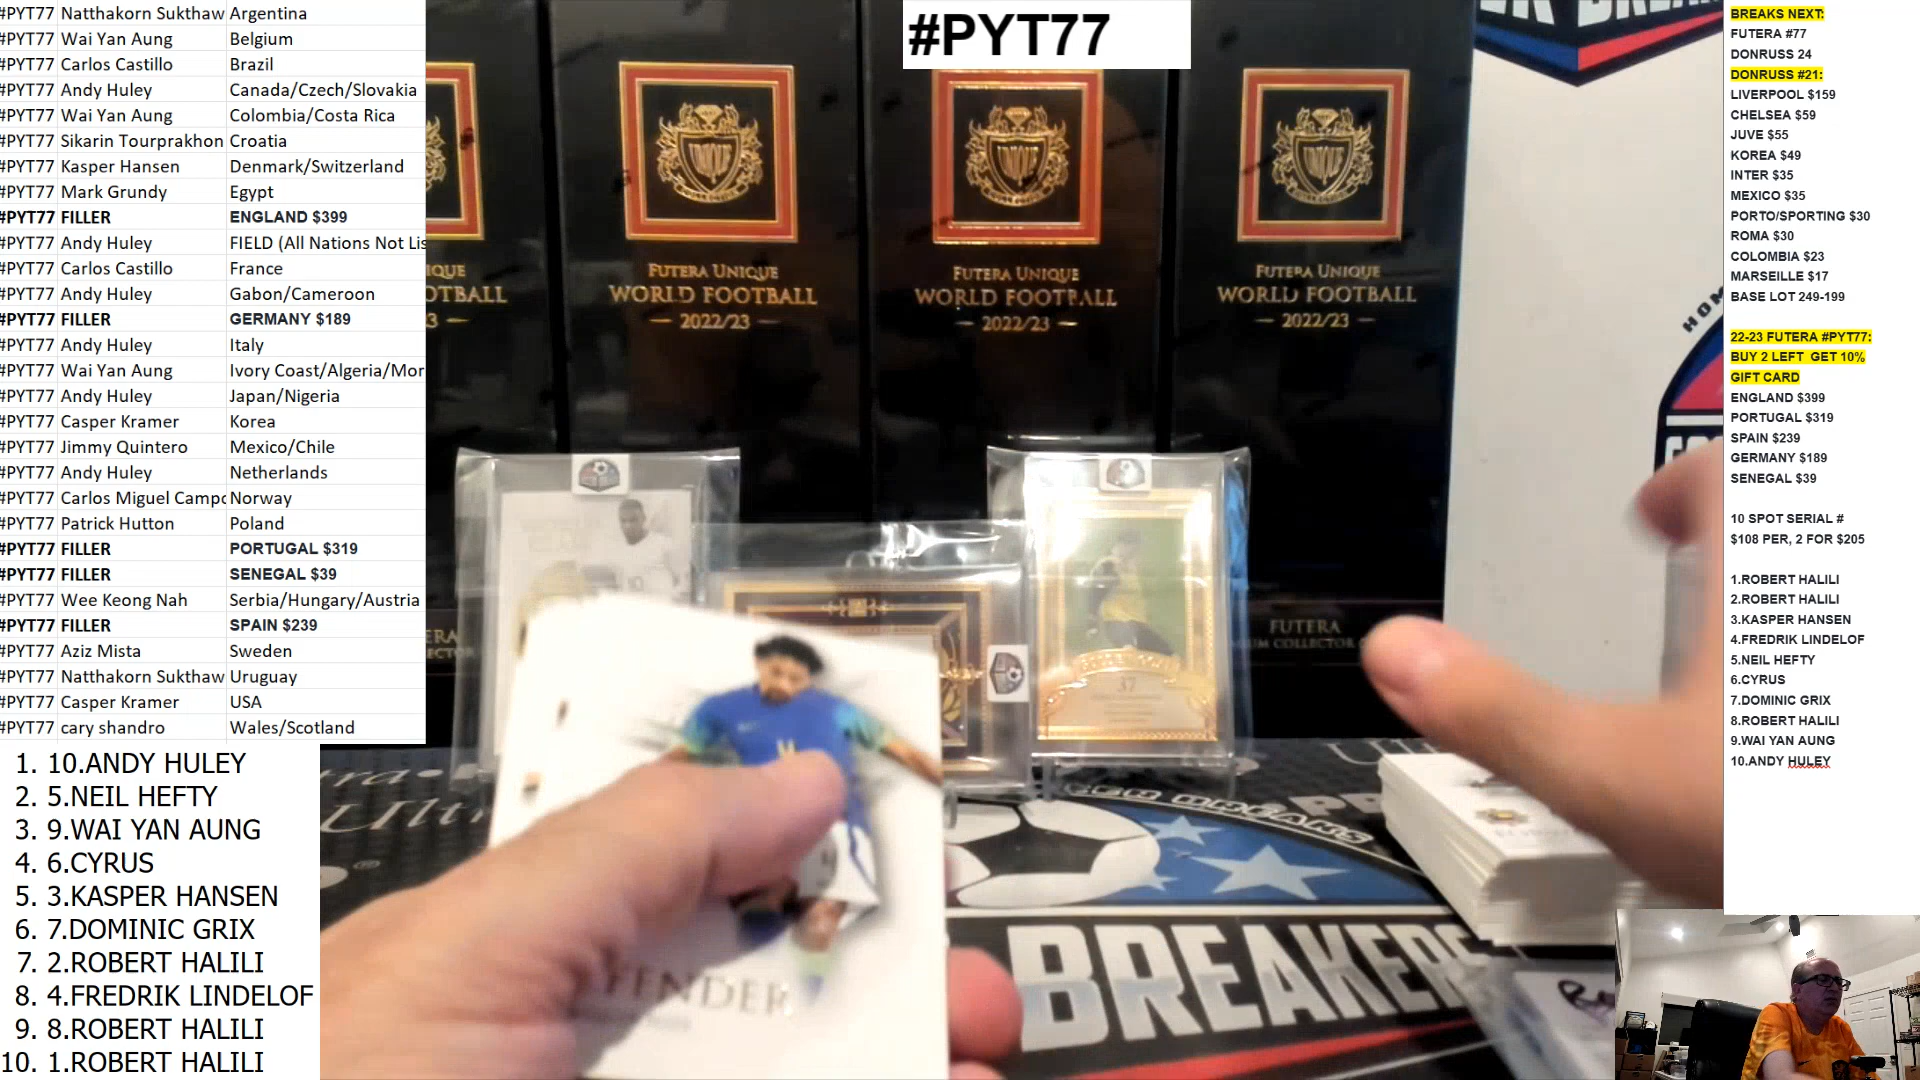 #PYT77 Natthakorn Sukthaw Argentina
#PYT77 Wai Yan Aung Belgium
#PYT77 Carlos Castillo Brazil
#PYT77 Andy Huley Canada/Czech/Slovakia
#PYT77 Wai Yan Aung Colombia/Costa Rica
#PYT77 Sikarin Tourprakhon Croatia
#PYT77 Kasper Hansen Denmark/Switzerland
#PYT77 Mark Grundy Egypt
#PYT77 FILLER ENGLAND $399
#PYT77 Andy Huley FIELD (All Nations Not Lis
#PYT77 Carlos Castillo France
#PYT77 Andy Huley Gabon/Cameroon
#PYT77 FILLER GERMANY $189
#PYT77 Andy Huley Italy
#PYT77 Wai Yan Aung Ivory Coast/Algeria/Mor
#PYT77 Andy Huley Japan/Nigeria
#PYT77 Casper Kramer Korea
#PYT77 Jimmy Quintero Mexico/Chile
#PYT77 Andy Huley Netherlands
#PYT77 Carlos Miguel Campo Norway
#PYT77 Patrick Hutton Poland
#PYT77 FILLER PORTUGAL $319
#PYT77 FILLER SENEGAL $39
#PYT77 Wee Keong Nah Serbia/Hungary/Austria
#PYT77 FILLER SPAIN $239
#PYT77 Aziz Mista Sweden
#PYT77 Natthakorn Sukthaw Uruguay
#PYT77 Casper Kramer USA
#PYT77 cary shandro Wales/Scotland
1. 10.ANDY HULEY
2. 5.NEIL HEFTY
3. 9.WAI YAN AUNG
4. 6.CYRUS
5. 3.KASPER HANSEN
6. 7.DOMINIC GRIX
7. 2.ROBERT HALILI
8. 4.FREDRIK LINDELOF
9. 8.ROBERT HALILI
10. 1.ROBERT HALILI
#PYT77
UNIQUE
FUTERA UNIQUE
WORLD FOOTBALL
— 2022/23 —
UNIQUE
FUTERA UNIQUE
WORLD FOOTBALL
— 2022/23 —
UNIQUE
FUTERA UNIQUE
WORLD FOOTBALL
— 2022/23 —
FUTERA
37
BREAKERS
BREAKS NEXT:
FUTERA #77
DONRUSS 24
DONRUSS #21:
LIVERPOOL $159
CHELSEA $59
JUVE $55
KOREA $49
INTER $35
MEXICO $35
PORTO/SPORTING $30
ROMA $30
COLOMBIA $23
MARSEILLE $17
BASE LOT 249-199
22-23 FUTERA #PYT77:
BUY 2 LEFT GET 10%
GIFT CARD
ENGLAND $399
PORTUGAL $319
SPAIN $239
GERMANY $189
SENEGAL $39
10 SPOT SERIAL #
$108 PER, 2 FOR $205
1.ROBERT HALILI
2.ROBERT HALILI
3.KASPER HANSEN
4.FREDRIK LINDELOF
5.NEIL HEFTY
6.CYRUS
7.DOMINIC GRIX
8.ROBERT HALILI
9.WAI YAN AUNG
10.ANDY HULEY